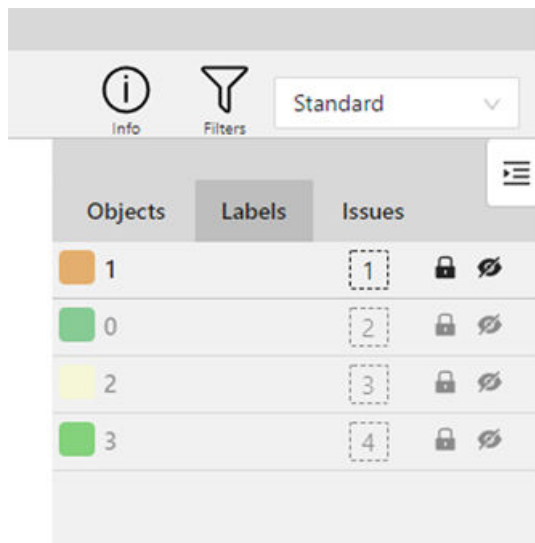 Standard
Info Filters
Objects Labels Issues
1 1
0 2
2 3
3 4